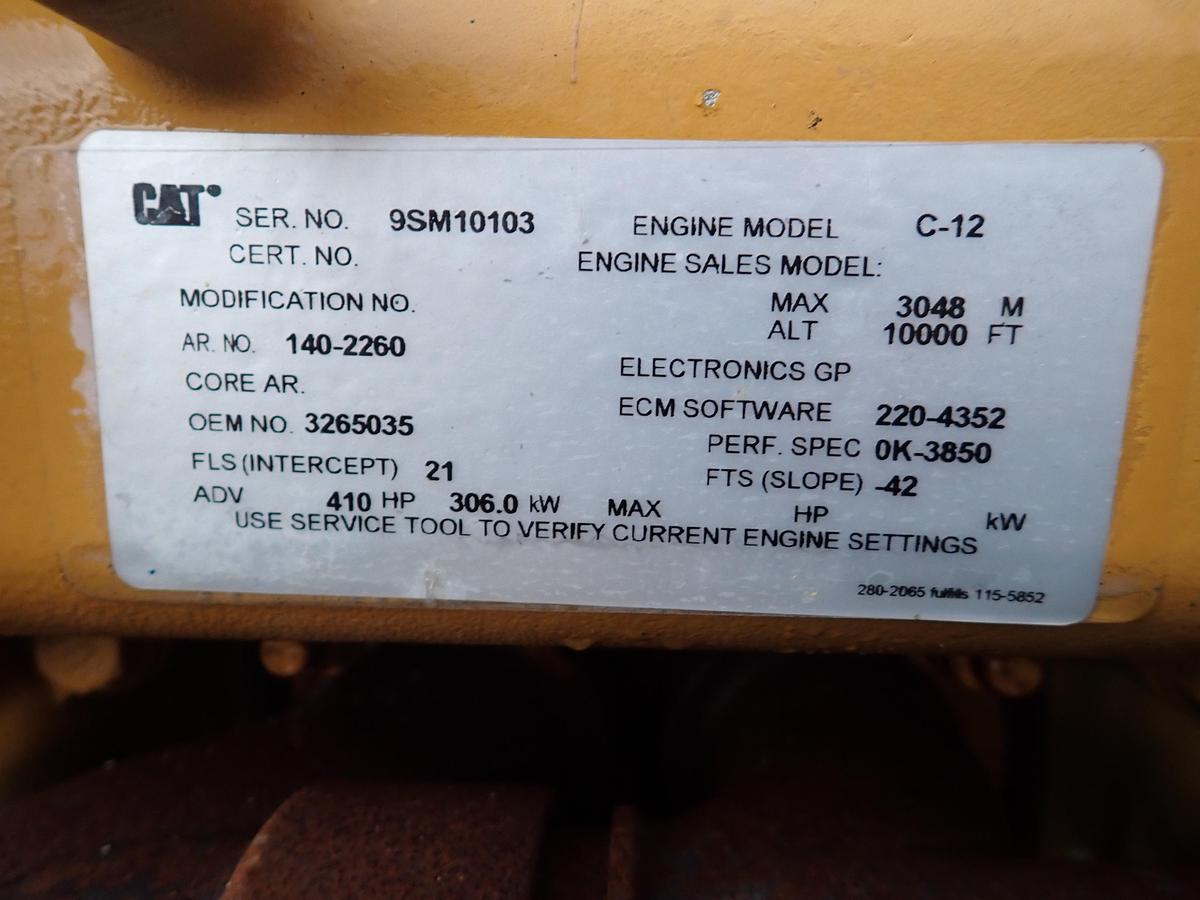 CAT SER. NO. 9SM10103 ENGINE MODEL C-12
CERT. NO. ENGINE SALES MODEL:
MODIFICATION NO. MAX 3048 M
ALT 10000 FT
AR. NO. 140-2260
ELECTRONICS GP
CORE AR.
ECM SOFTWARE 220-4352
OEM NO. 3265035
PERF. SPEC 0K-3850
FLS (INTERCEPT) 21 FTS (SLOPE) -42
ADV 410 HP 306.0 kW MAX HP kW
USE SERVICE TOOL TO VERIFY CURRENT ENGINE SETTINGS
280-2065 fulfills 115-5852